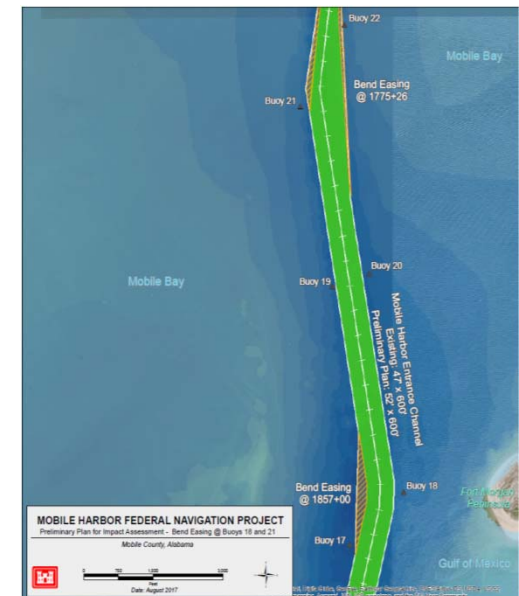 Buoy 22
Mobile Bay
Bend Easing
@ 1775+26
Buoy 21
Buoy 20
Buoy 19
Mobile Bay
Mobile Harbor Entrance Channel
Existing: 47' x 600'
Preliminary Plan: 52' x 600'
Bend Easing
@ 1857+00
Buoy 18
Buoy 17
Gulf of Mexico
MOBILE HARBOR FEDERAL NAVIGATION PROJECT
Preliminary Plan for Impact Assessment - Bend Easing @ Buoys 18 and 21
Mobile County, Alabama
0
Feet
Date: August 2017